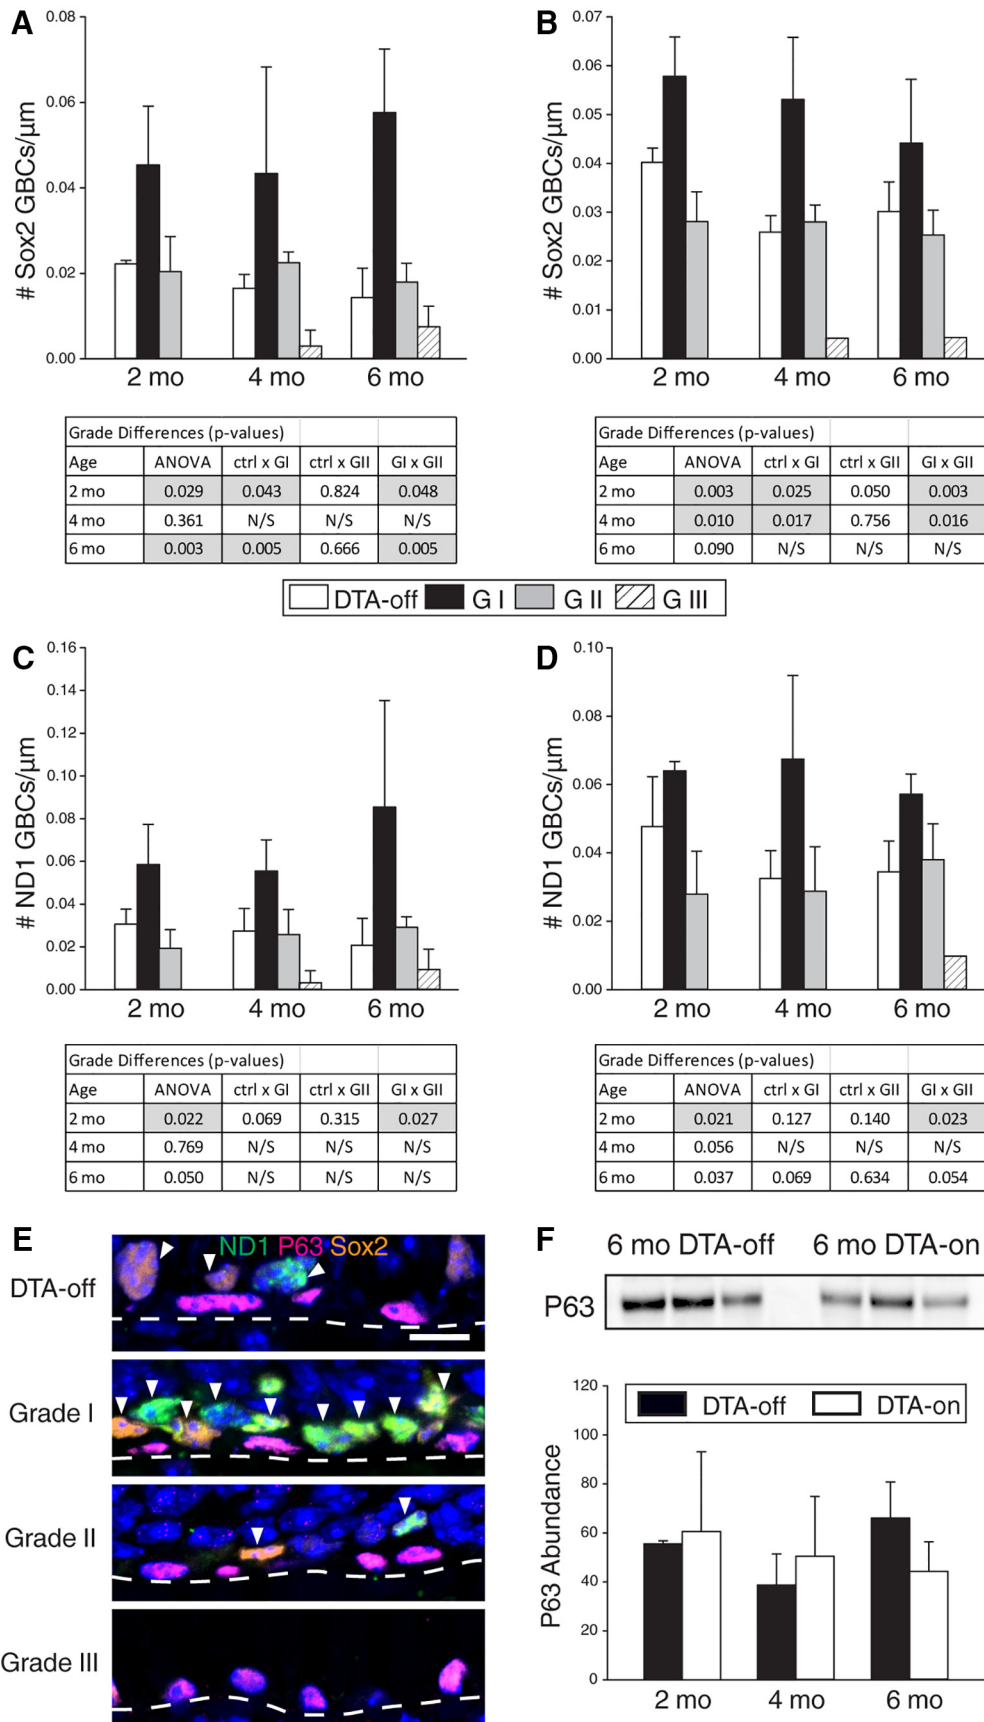 A
# Sox2 GBCs/µm
0.08
0.06
0.04
0.02
0.00
2 mo 4 mo 6 mo
Grade Differences (p-values)
Age ANOVA ctrl x GI ctrl x GII GI x GII
2 mo 0.029 0.043 0.824 0.048
4 mo 0.361 N/S N/S N/S
6 mo 0.003 0.005 0.666 0.005
B
# Sox2 GBCs/µm
0.07
0.06
0.05
0.04
0.03
0.02
0.01
0.00
2 mo 4 mo 6 mo
Grade Differences (p-values)
Age ANOVA ctrl x GI ctrl x GII GI x GII
2 mo 0.003 0.025 0.050 0.003
4 mo 0.010 0.017 0.756 0.016
6 mo 0.090 N/S N/S N/S
DTA-off G I G II G III
C
# ND1 GBCs/µm
0.16
0.14
0.12
0.10
0.08
0.06
0.04
0.02
0.00
2 mo 4 mo 6 mo
Grade Differences (p-values)
Age ANOVA ctrl x GI ctrl x GII GI x GII
2 mo 0.022 0.069 0.315 0.027
4 mo 0.769 N/S N/S N/S
6 mo 0.050 N/S N/S N/S
D
# ND1 GBCs/µm
0.10
0.08
0.06
0.04
0.02
0.00
2 mo 4 mo 6 mo
Grade Differences (p-values)
Age ANOVA ctrl x GI ctrl x GII GI x GII
2 mo 0.021 0.127 0.140 0.023
4 mo 0.056 N/S N/S N/S
6 mo 0.037 0.069 0.634 0.054
E
ND1 P63 Sox2
DTA-off
Grade I
Grade II
Grade III
F
6 mo DTA-off 6 mo DTA-on
P63
P63 Abundance
120
100
80
60
40
20
0
DTA-off DTA-on
2 mo 4 mo 6 mo